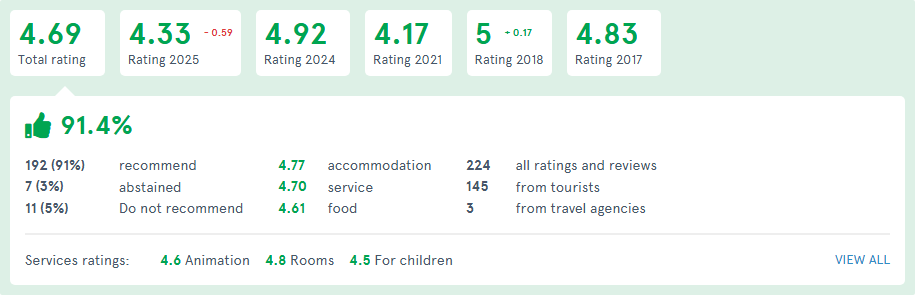 4.69 4.33 - 0.59 4.92 4.17 5 + 0.17 4.83
Total rating Rating 2025 Rating 2024 Rating 2021 Rating 2018 Rating 2017
91.4%
192 (91%) recommend 4.77 accommodation 224 all ratings and reviews
7 (3%) abstained 4.70 service 145 from tourists
11 (5%) Do not recommend 4.61 food 3 from travel agencies
Services ratings: 4.6 Animation 4.8 Rooms 4.5 For children VIEW ALL